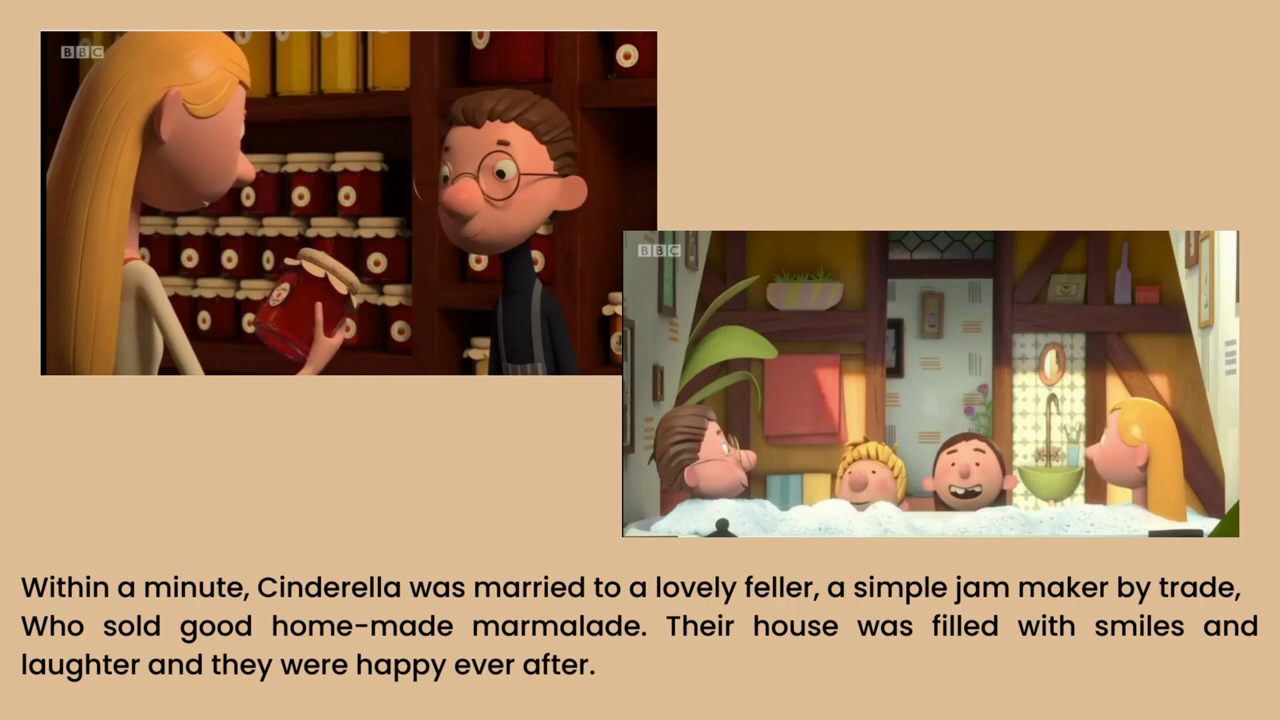 BBC
BBC
Within a minute, Cinderella was married to a lovely feller, a simple jam maker by trade,
Who sold good home-made marmalade. Their house was filled with smiles and
laughter and they were happy ever after.